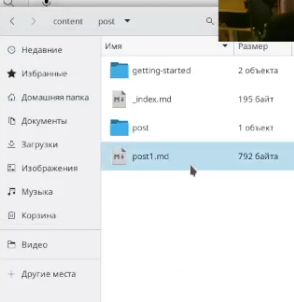 content post
Имя Размер
Недавние
Избранные
Домашняя папка
Документы
Загрузки
Изображения
Музыка
Корзина
Видео
Другие места
getting-started 2 объекта
_index.md 195 байт
post 1 объект
post1.md 792 байта